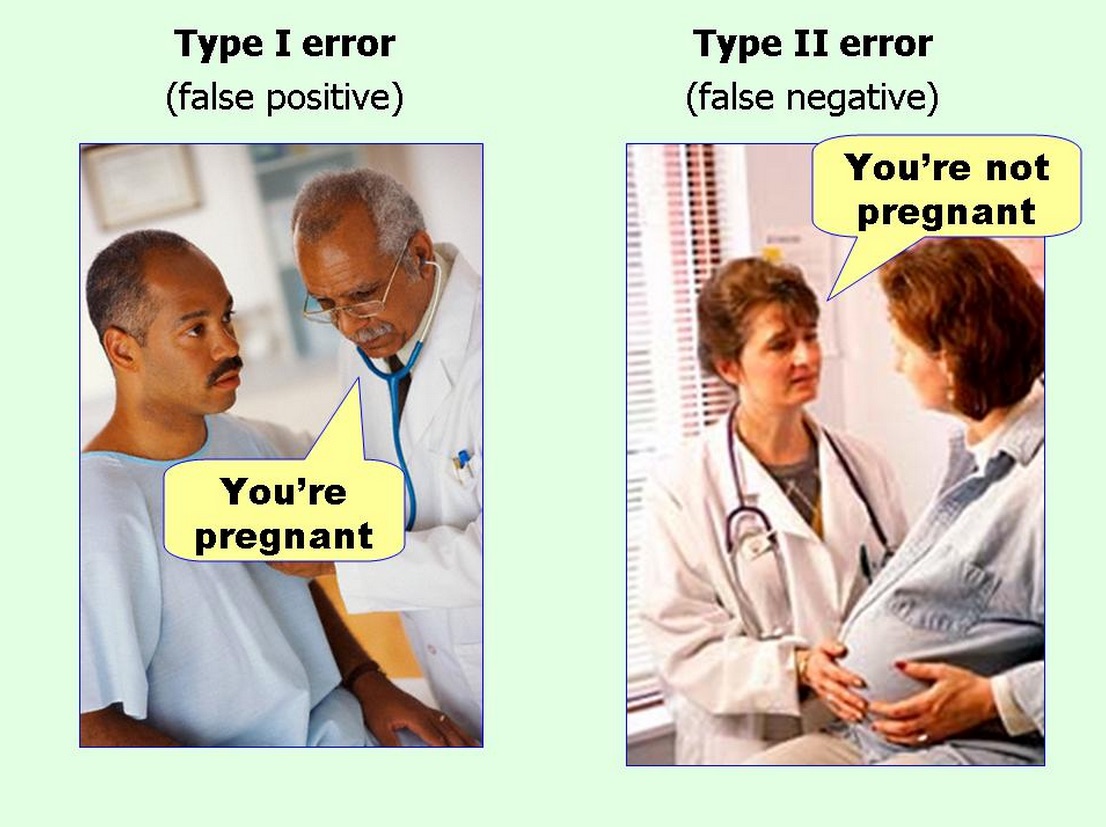 Type I error
(false positive)
Type II error
(false negative)
You're
pregnant
You're not
pregnant